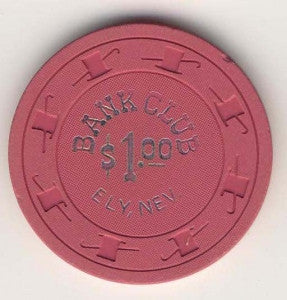 BANK CLUB
$1.00
ELY, NEV.